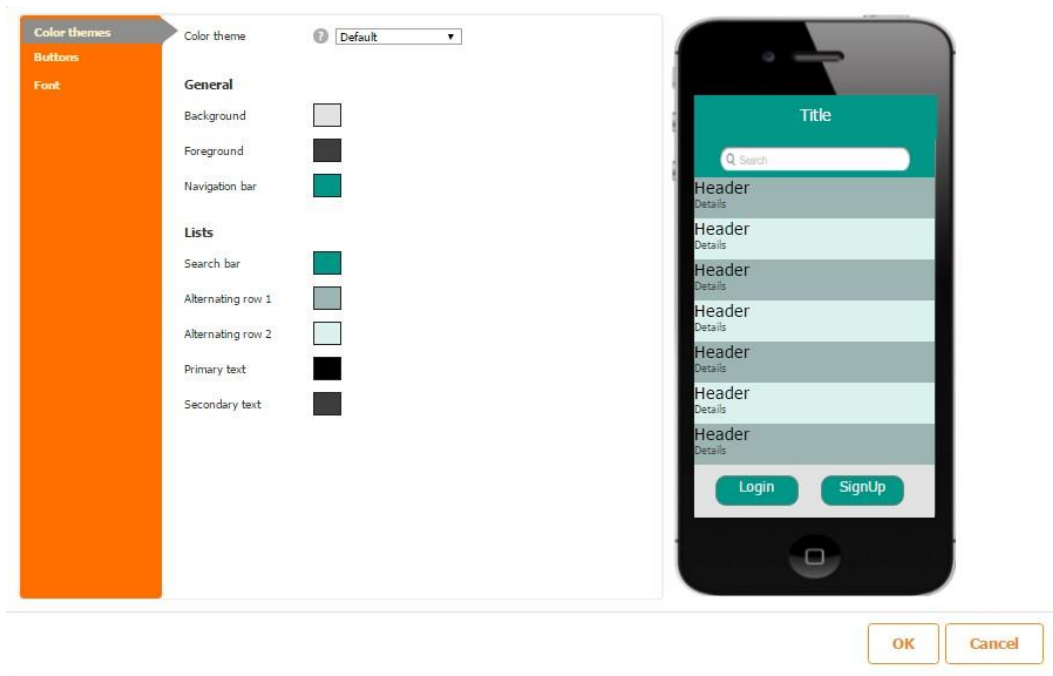 Color themes
Buttons
Font
Color theme ? Default
General
Background
Foreground
Navigation bar
Lists
Search bar
Alternating row 1
Alternating row 2
Primary text
Secondary text
Title
Search
Header
Details
Header
Details
Header
Details
Header
Details
Header
Details
Header
Details
Header
Details
Login SignUp
OK Cancel